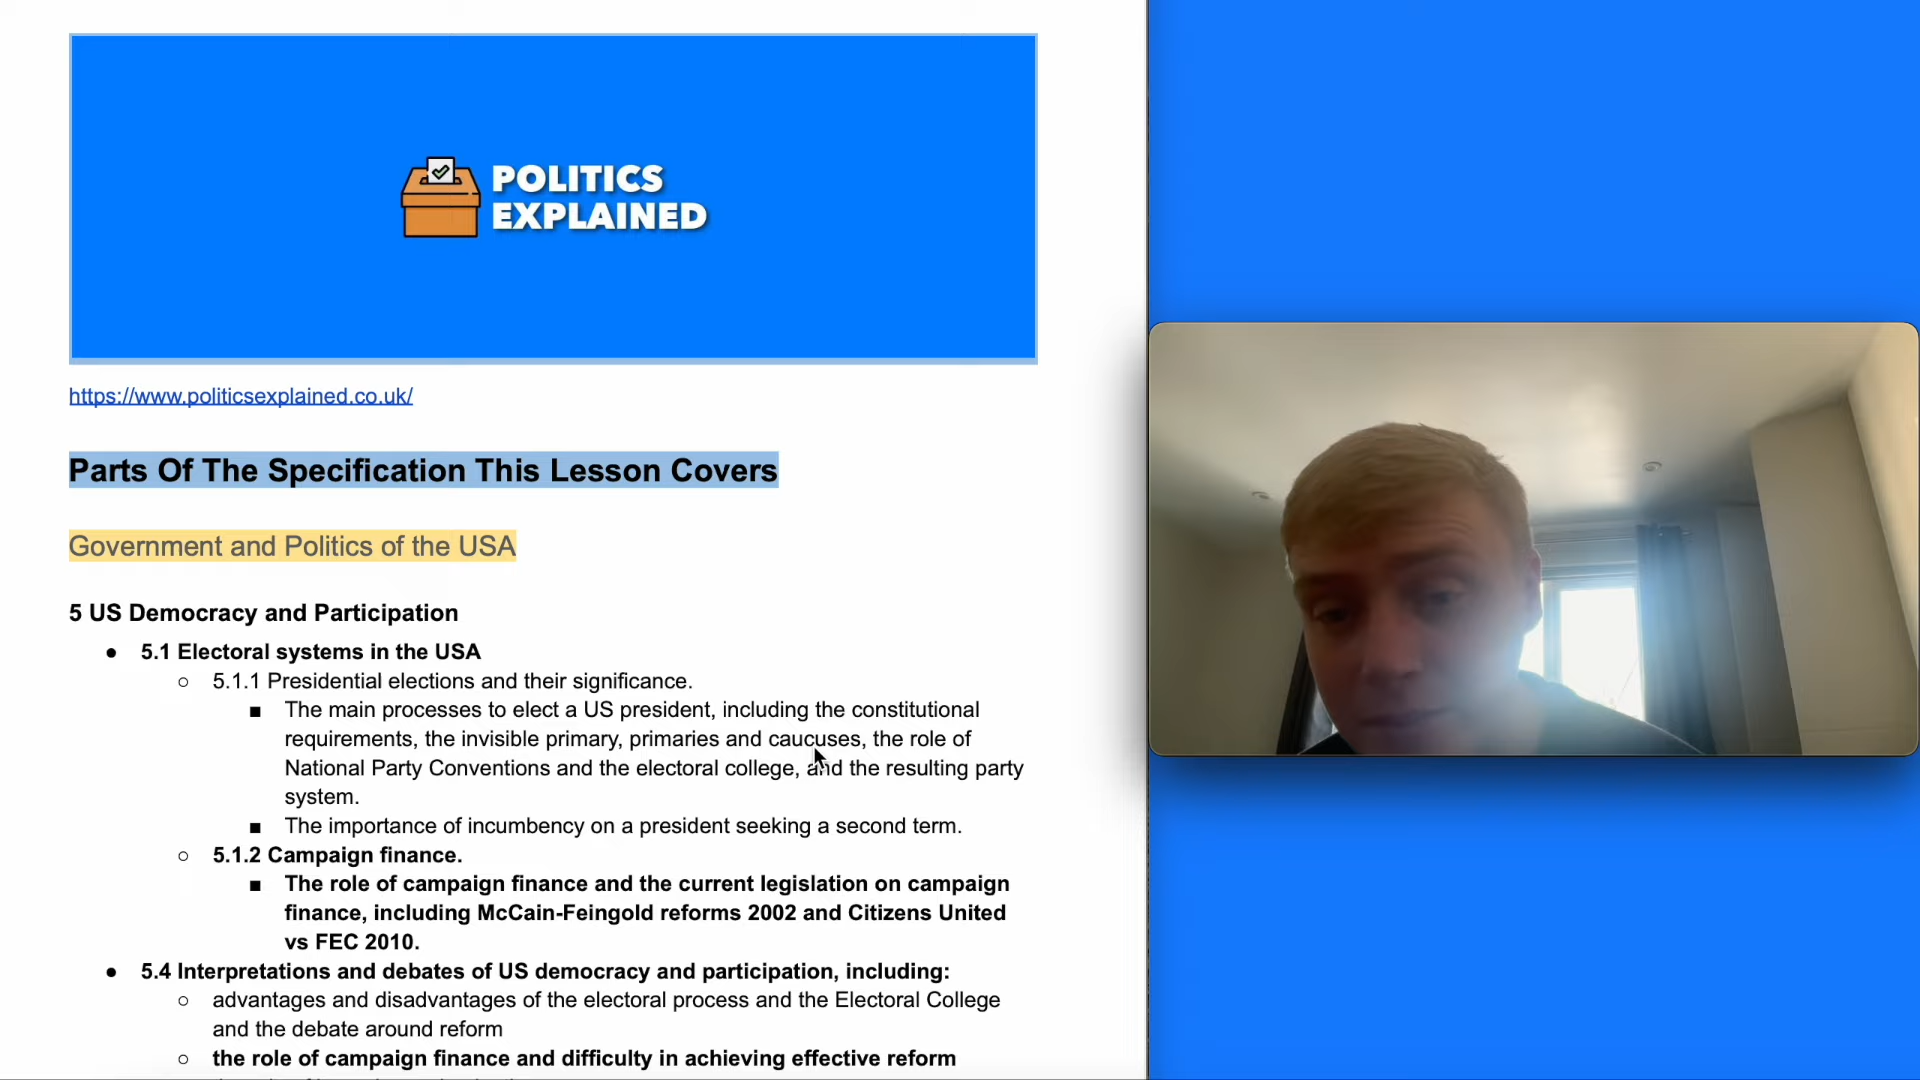 POLITICS
EXPLAINED
https://www.politicsexplained.co.uk/
Parts Of The Specification This Lesson Covers
Government and Politics of the USA
5 US Democracy and Participation
● 5.1 Electoral systems in the USA
○ 5.1.1 Presidential elections and their significance.
■ The main processes to elect a US president, including the constitutional
requirements, the invisible primary, primaries and caucuses, the role of
National Party Conventions and the electoral college, and the resulting party
system.
■ The importance of incumbency on a president seeking a second term.
○ 5.1.2 Campaign finance.
■ The role of campaign finance and the current legislation on campaign
finance, including McCain-Feingold reforms 2002 and Citizens United
vs FEC 2010.
● 5.4 Interpretations and debates of US democracy and participation, including:
○ advantages and disadvantages of the electoral process and the Electoral College
and the debate around reform
○ the role of campaign finance and difficulty in achieving effective reform